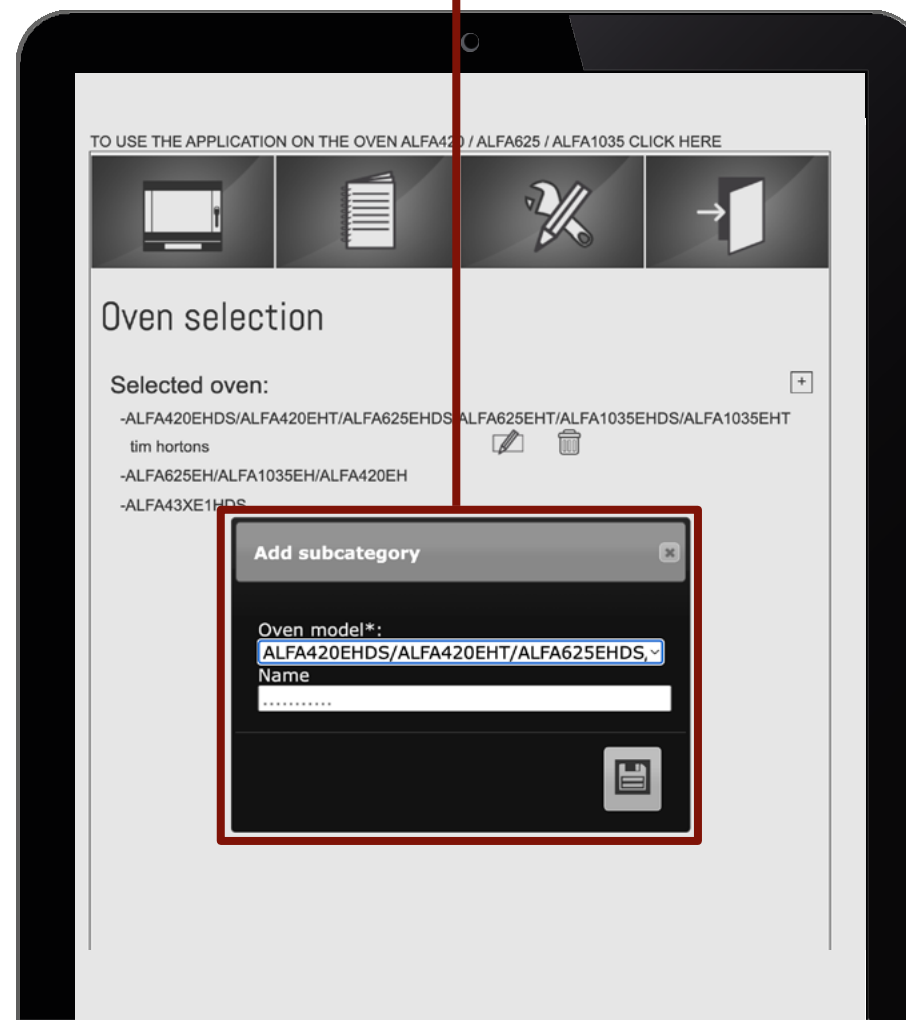 TO USE THE APPLICATION ON THE OVEN ALFA420 / ALFA625 / ALFA1035 CLICK HERE
Oven selection
Selected oven:
+
-ALFA420EHDS/ALFA420EHT/ALFA625EHDS/ALFA625EHT/ALFA1035EHDS/ALFA1035EHT
tim hortons
-ALFA625EH/ALFA1035EH/ALFA420EH
-ALFA43XE1HDS
Add subcategory
Oven model*:
ALFA420EHDS/ALFA420EHT/ALFA625EHDS,
Name
...........